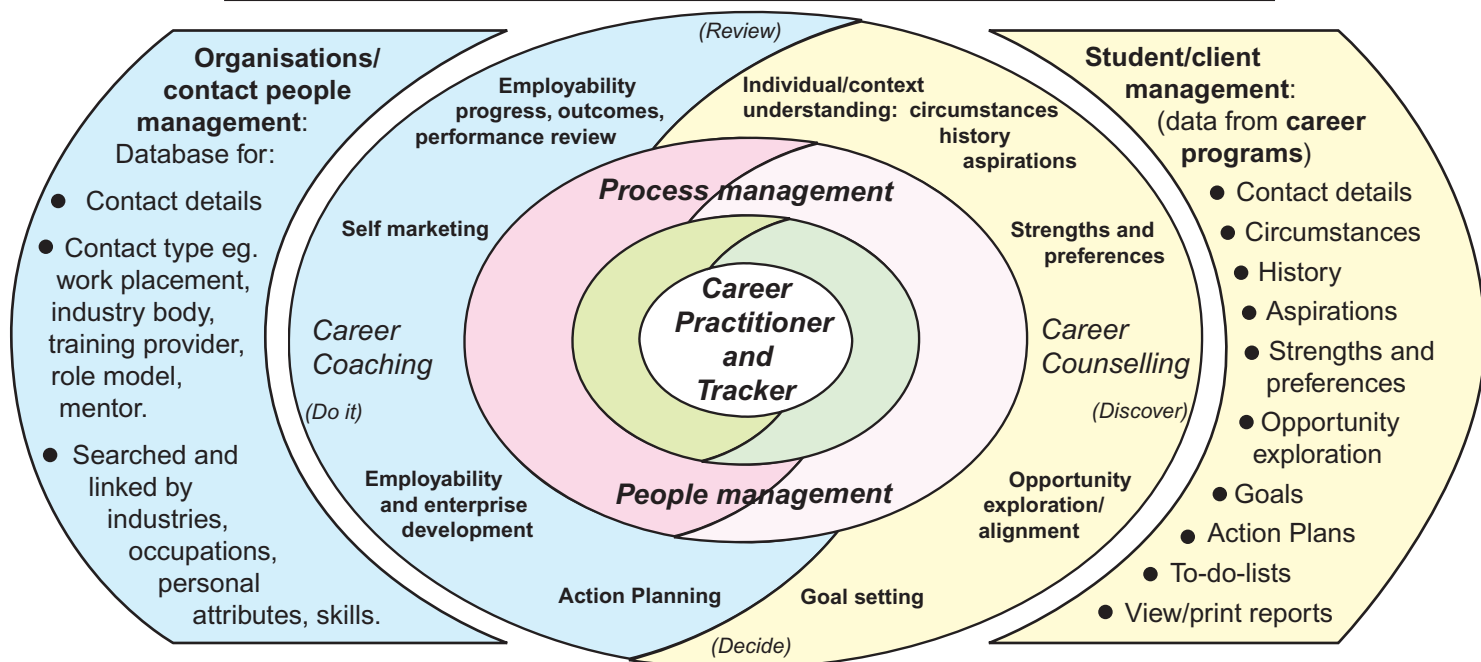 Organisations/
contact people
management:
Database for:
● Contact details
● Contact type eg.
work placement,
industry body,
training provider,
role model,
mentor.
● Searched and
linked by
industries,
occupations,
personal
attributes, skills.
(Review)
Employability
progress, outcomes,
performance review
Self marketing
Career
Coaching
(Do it)
Employability
and enterprise
development
Action Planning
Process management
Career
Practitioner
and
Tracker
People management
Individual/context
understanding: circumstances
history
aspirations
Strengths and
preferences
Career
Counselling
(Discover)
Opportunity
exploration/
alignment
Goal setting
(Decide)
Student/client
management:
(data from career
programs)
● Contact details
● Circumstances
● History
● Aspirations
● Strengths and
preferences
● Opportunity
exploration
● Goals
● Action Plans
● To-do-lists
● View/print reports